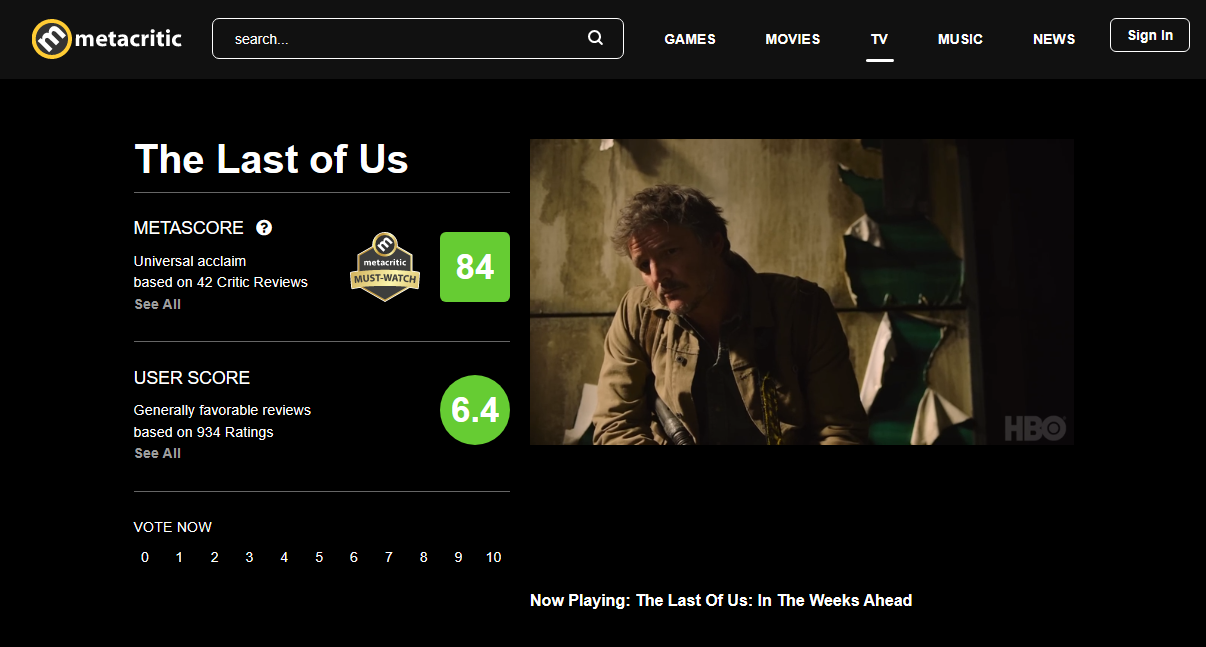 metacritic
search...
GAMES
MOVIES
TV
MUSIC
NEWS
Sign In
The Last of Us
METASCORE ?
Universal acclaim
based on 42 Critic Reviews
See All
metacritic
MUST-WATCH
84
USER SCORE
Generally favorable reviews
based on 934 Ratings
See All
6.4
VOTE NOW
0 1 2 3 4 5 6 7 8 9 10
HBO
Now Playing: The Last Of Us: In The Weeks Ahead